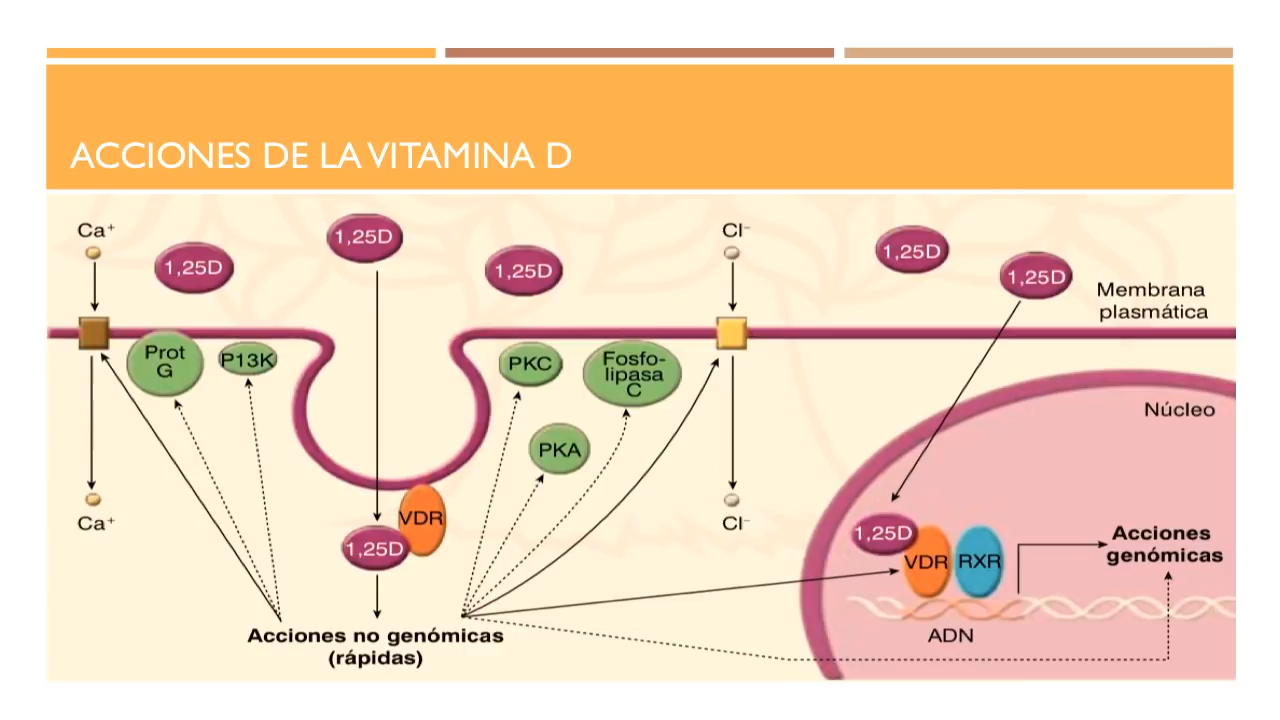 ACCIONES DE LA VITAMINA D
Ca⁺
1,25D
1,25D
1,25D
Cl⁻
1,25D
1,25D
Membrana
plasmática
Prot
G
P13K
PKC
Fosfo-
lipasa
C
PKA
Núcleo
Ca⁺
VDR
1,25D
Cl⁻
1,25D
VDR
RXR
Acciones
genómicas
ADN
Acciones no genómicas
(rápidas)